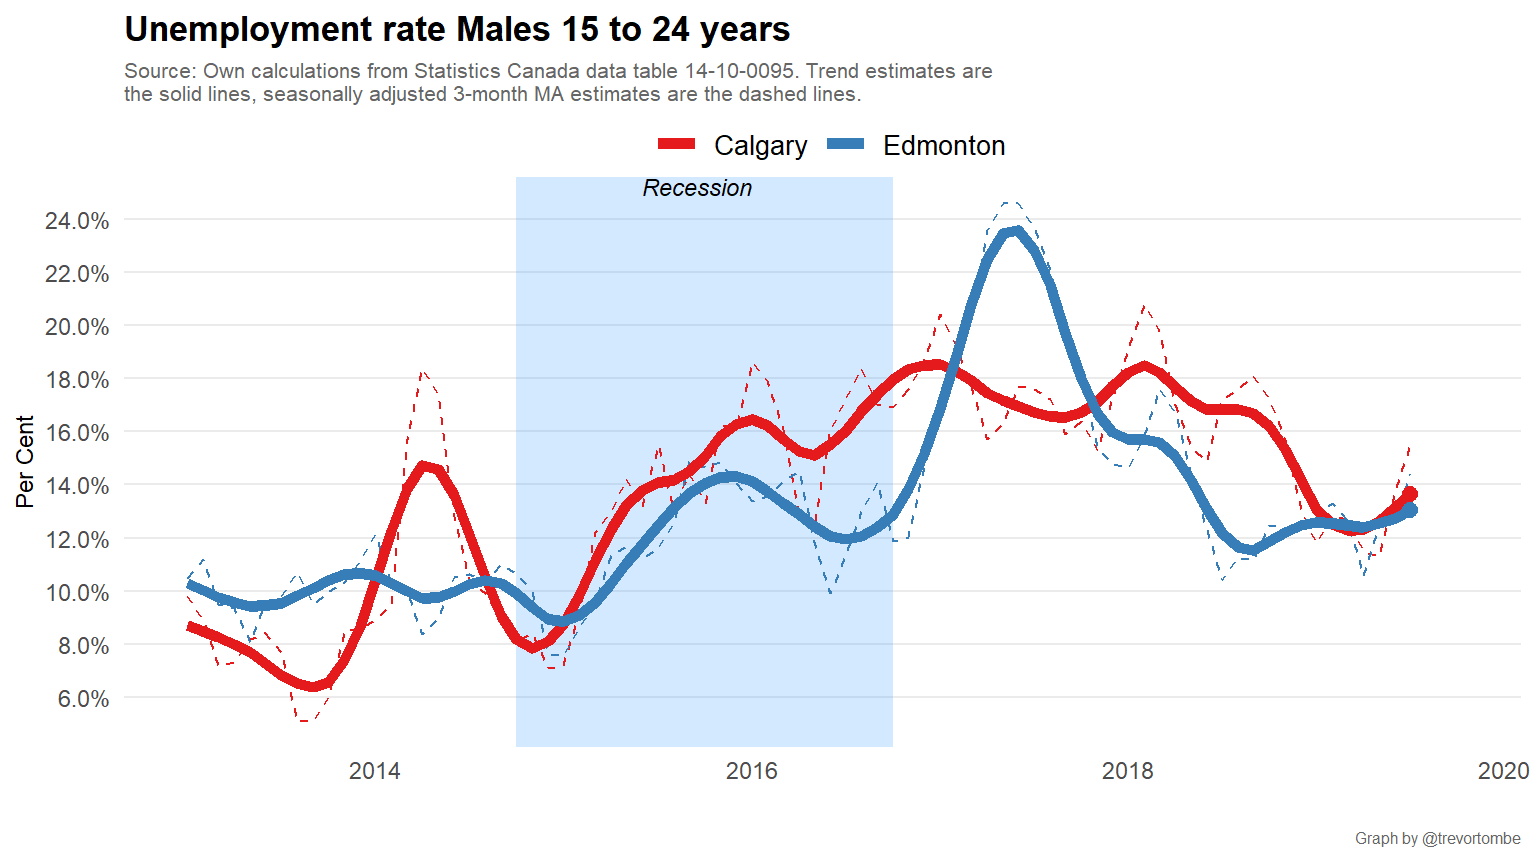 Unemployment rate Males 15 to 24 years
Source: Own calculations from Statistics Canada data table 14-10-0095. Trend estimates are
the solid lines, seasonally adjusted 3-month MA estimates are the dashed lines.
Calgary Edmonton
Recession
24.0%
22.0%
20.0%
18.0%
16.0%
14.0%
12.0%
10.0%
8.0%
6.0%
Per Cent
2014 2016 2018 2020
Graph by @trevortombe